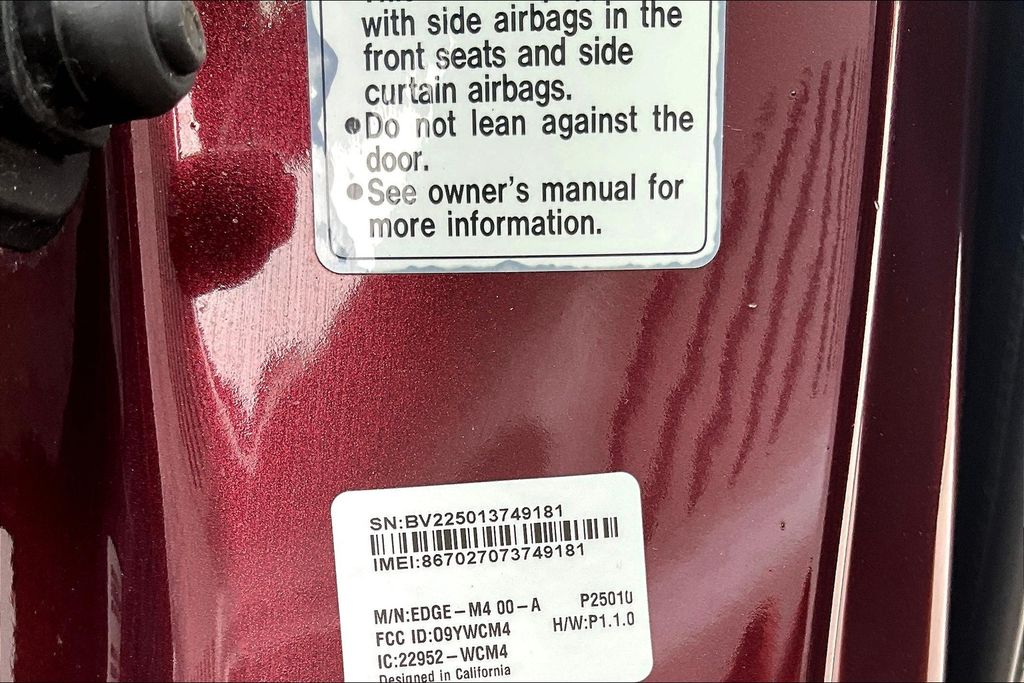 with side airbags in the
front seats and side
curtain airbags.
●Do not lean against the
door.
●See owner's manual for
more information.
SN:BV225013749181
IMEI:867027073749181
M/N:EDGE-M4 00-A P25010
FCC ID:09YWCM4 H/W:P1.1.0
IC:22952-WCM4
Designed in California